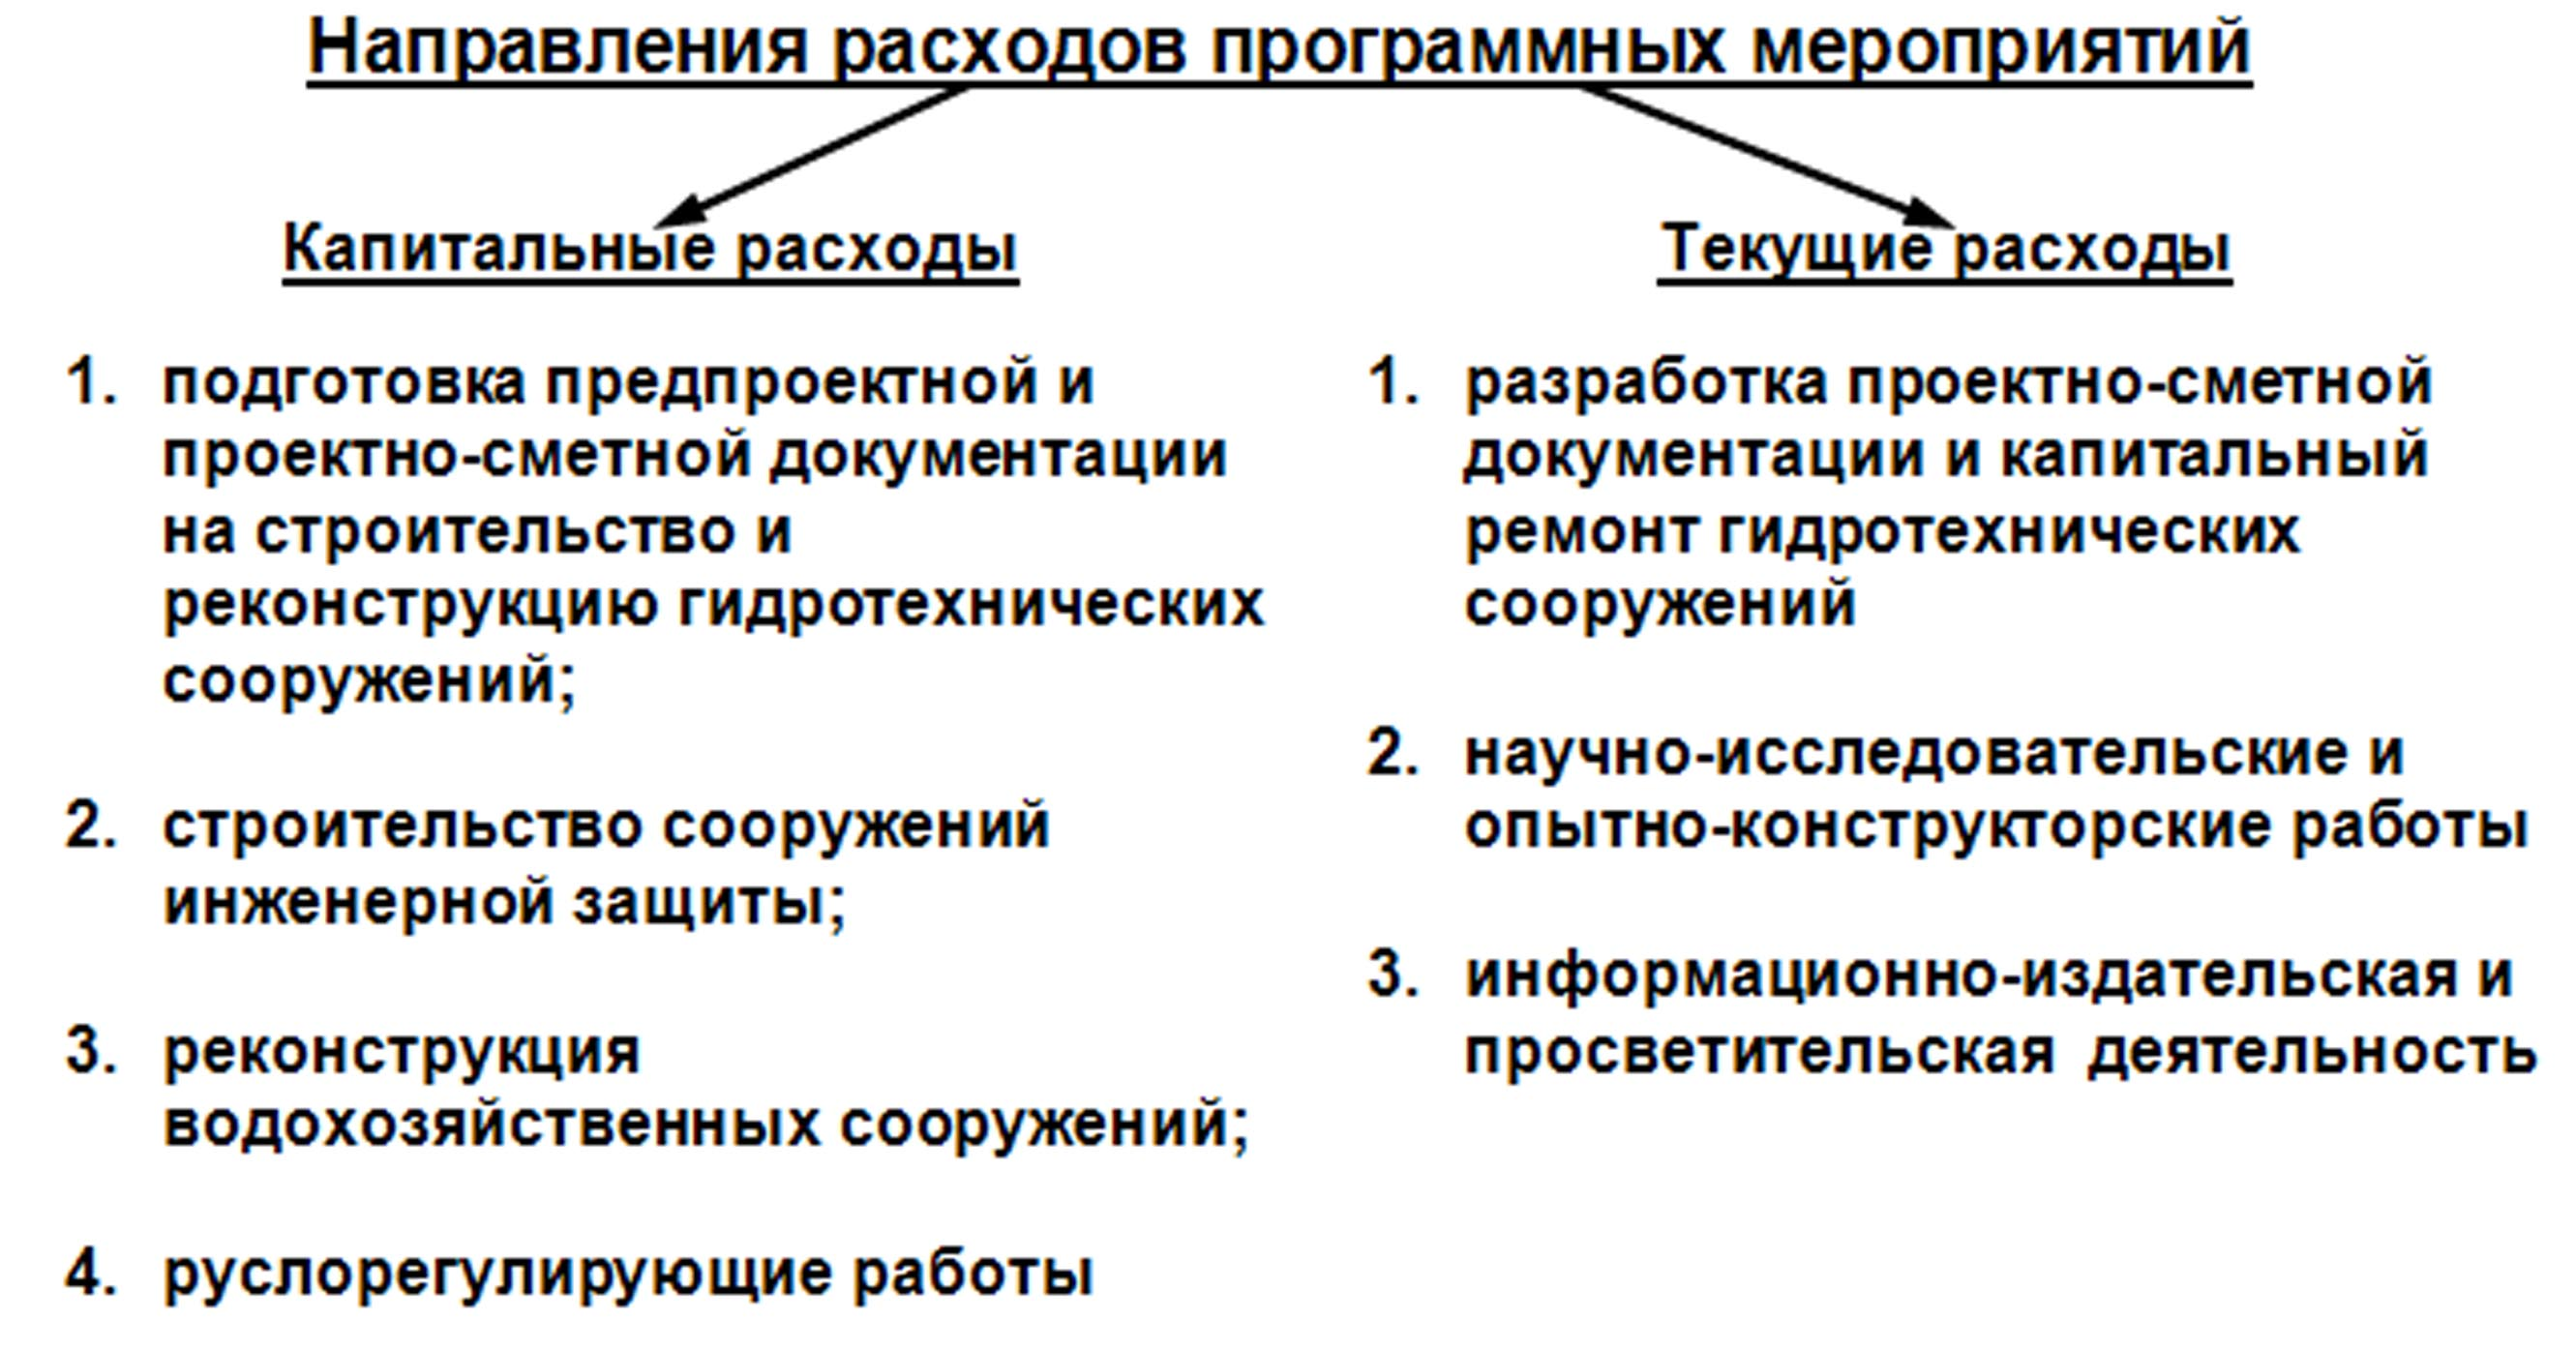 Направления расходов программных мероприятий
Капитальные расходы
1. подготовка предпроектной и
проектно-сметной документации
на строительство и
реконструкцию гидротехнических
сооружений;
2. строительство сооружений
инженерной защиты;
3. реконструкция
водохозяйственных сооружений;
4. руслорегулирующие работы
Текущие расходы
1. разработка проектно-сметной
документации и капитальный
ремонт гидротехнических
сооружений
2. научно-исследовательские и
опытно-конструкторские работы
3. информационно-издательская и
просветительская деятельность